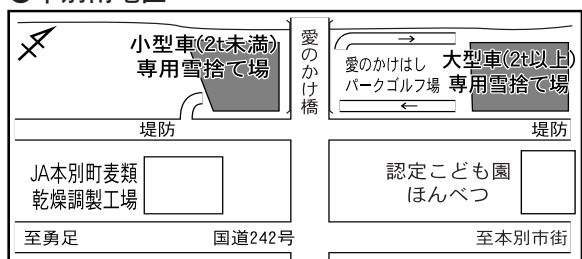 小型車(2t未満)
専用雪捨て場
愛のかけ橋
愛のかけはし
パークゴルフ場
大型車(2t以上)
専用雪捨て場
堤防
堤防
JA本別町麦類
乾燥調製工場
認定こども園
ほんべつ
至勇足
国道242号
至本別市街